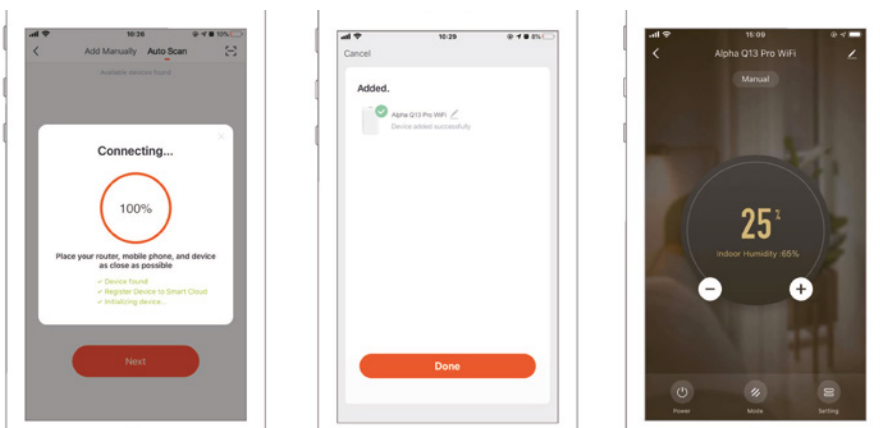 10:26
10%
Add Manually Auto Scan
Available devices found
Connecting...
100%
Place your router, mobile phone, and device
as close as possible
✓ Device found
✓ Register Device to Smart Cloud
✓ Initializing device...
Next
10:29
8%
Cancel
Added.
Alpha Q13 Pro WiFi
Device added successfully
Done
15:09
Alpha Q13 Pro WiFi
Manual
25%
Indoor Humidity :65%
Power Mode Setting